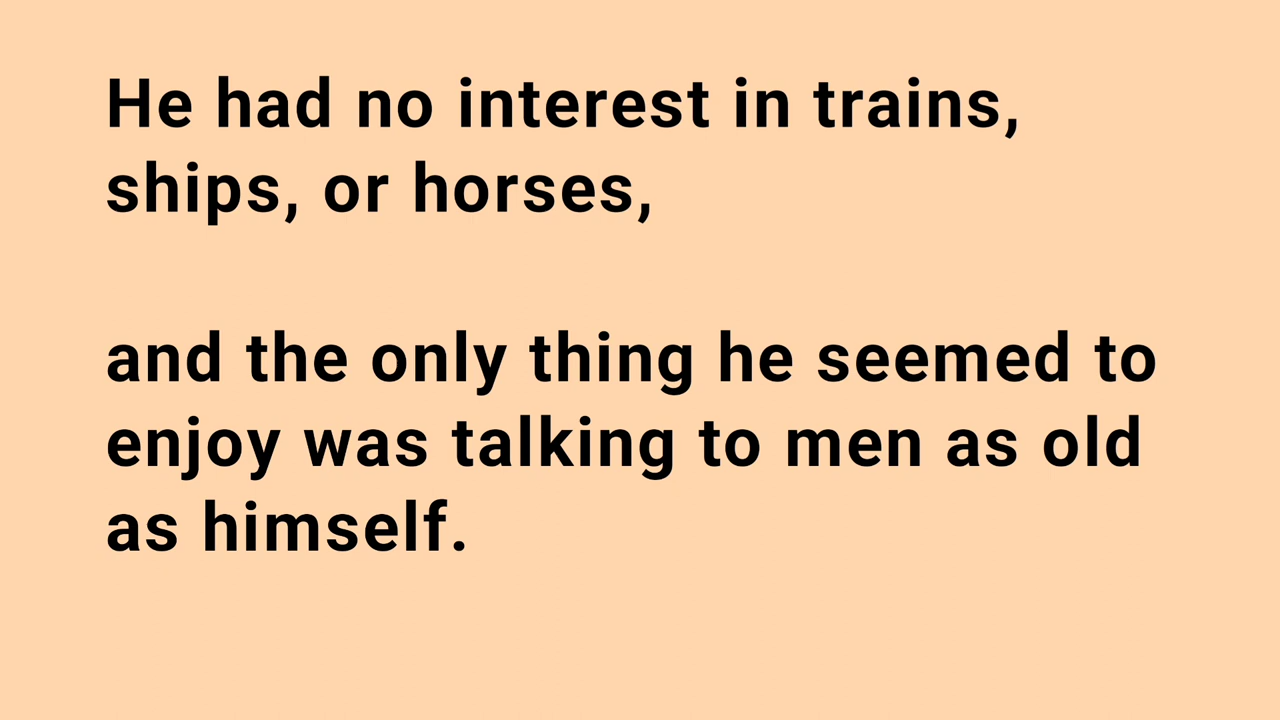 He had no interest in trains,
ships, or horses,
and the only thing he seemed to
enjoy was talking to men as old
as himself.